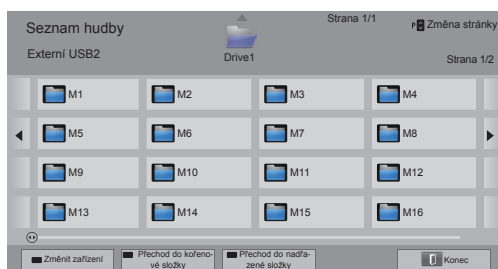 Seznam hudby
Strana 1/1
P Změna stránky
Externí USB2
Drive1
Strana 1/2
M1
M2
M3
M4
M5
M6
M7
M8
M9
M10
M11
M12
M13
M14
M15
M16
Změnit zařízení
Přechod do kořeno-
vé složky
Přechod do nadřa-
zené složky
Konec